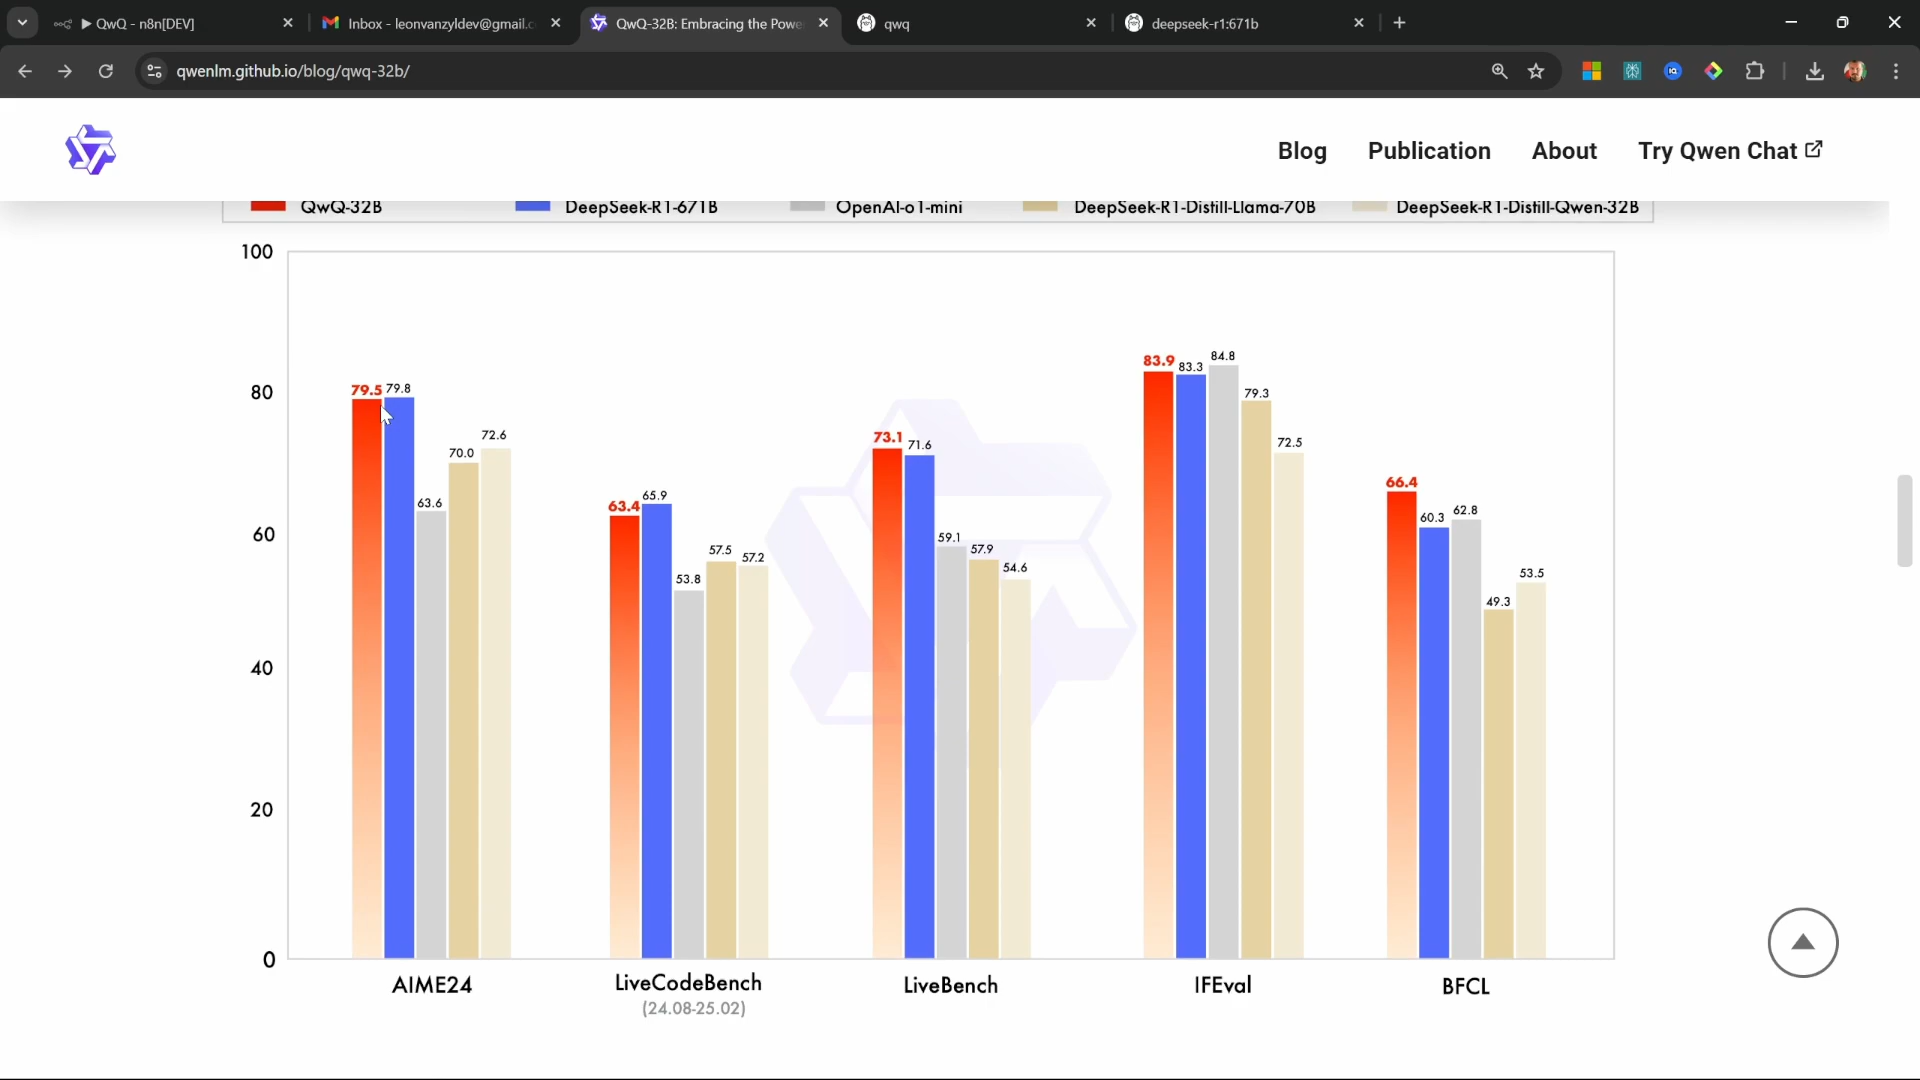 QwQ - n8n[DEV]
Inbox - leonvanzyldev@gmail.c
QwQ-32B: Embracing the Powe
qwq
deepseek-r1:671b
qwenlm.github.io/blog/qwq-32b/
Blog
Publication
About
Try Qwen Chat
QwQ-32B
DeepSeek-R1-671B
OpenAI-o1-mini
DeepSeek-R1-Distill-Llama-70B
DeepSeek-R1-Distill-Qwen-32B
100
80
60
40
20
0
79.5
79.8
63.6
70.0
72.6
63.4
65.9
53.8
57.5
57.2
73.1
71.6
59.1
57.9
54.6
83.9
83.3
84.8
79.3
72.5
66.4
60.3
62.8
49.3
53.5
AIME24
LiveCodeBench
(24.08-25.02)
LiveBench
IFEval
BFCL